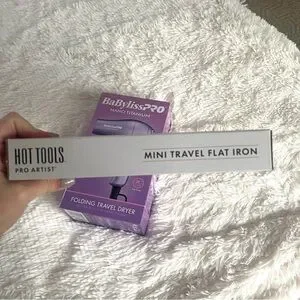 BaBylissPRO
NANO TITANIUM
HOT TOOLS.
PRO ARTIST
MINI TRAVEL FLAT IRON
FOLDING TRAVEL DRYER